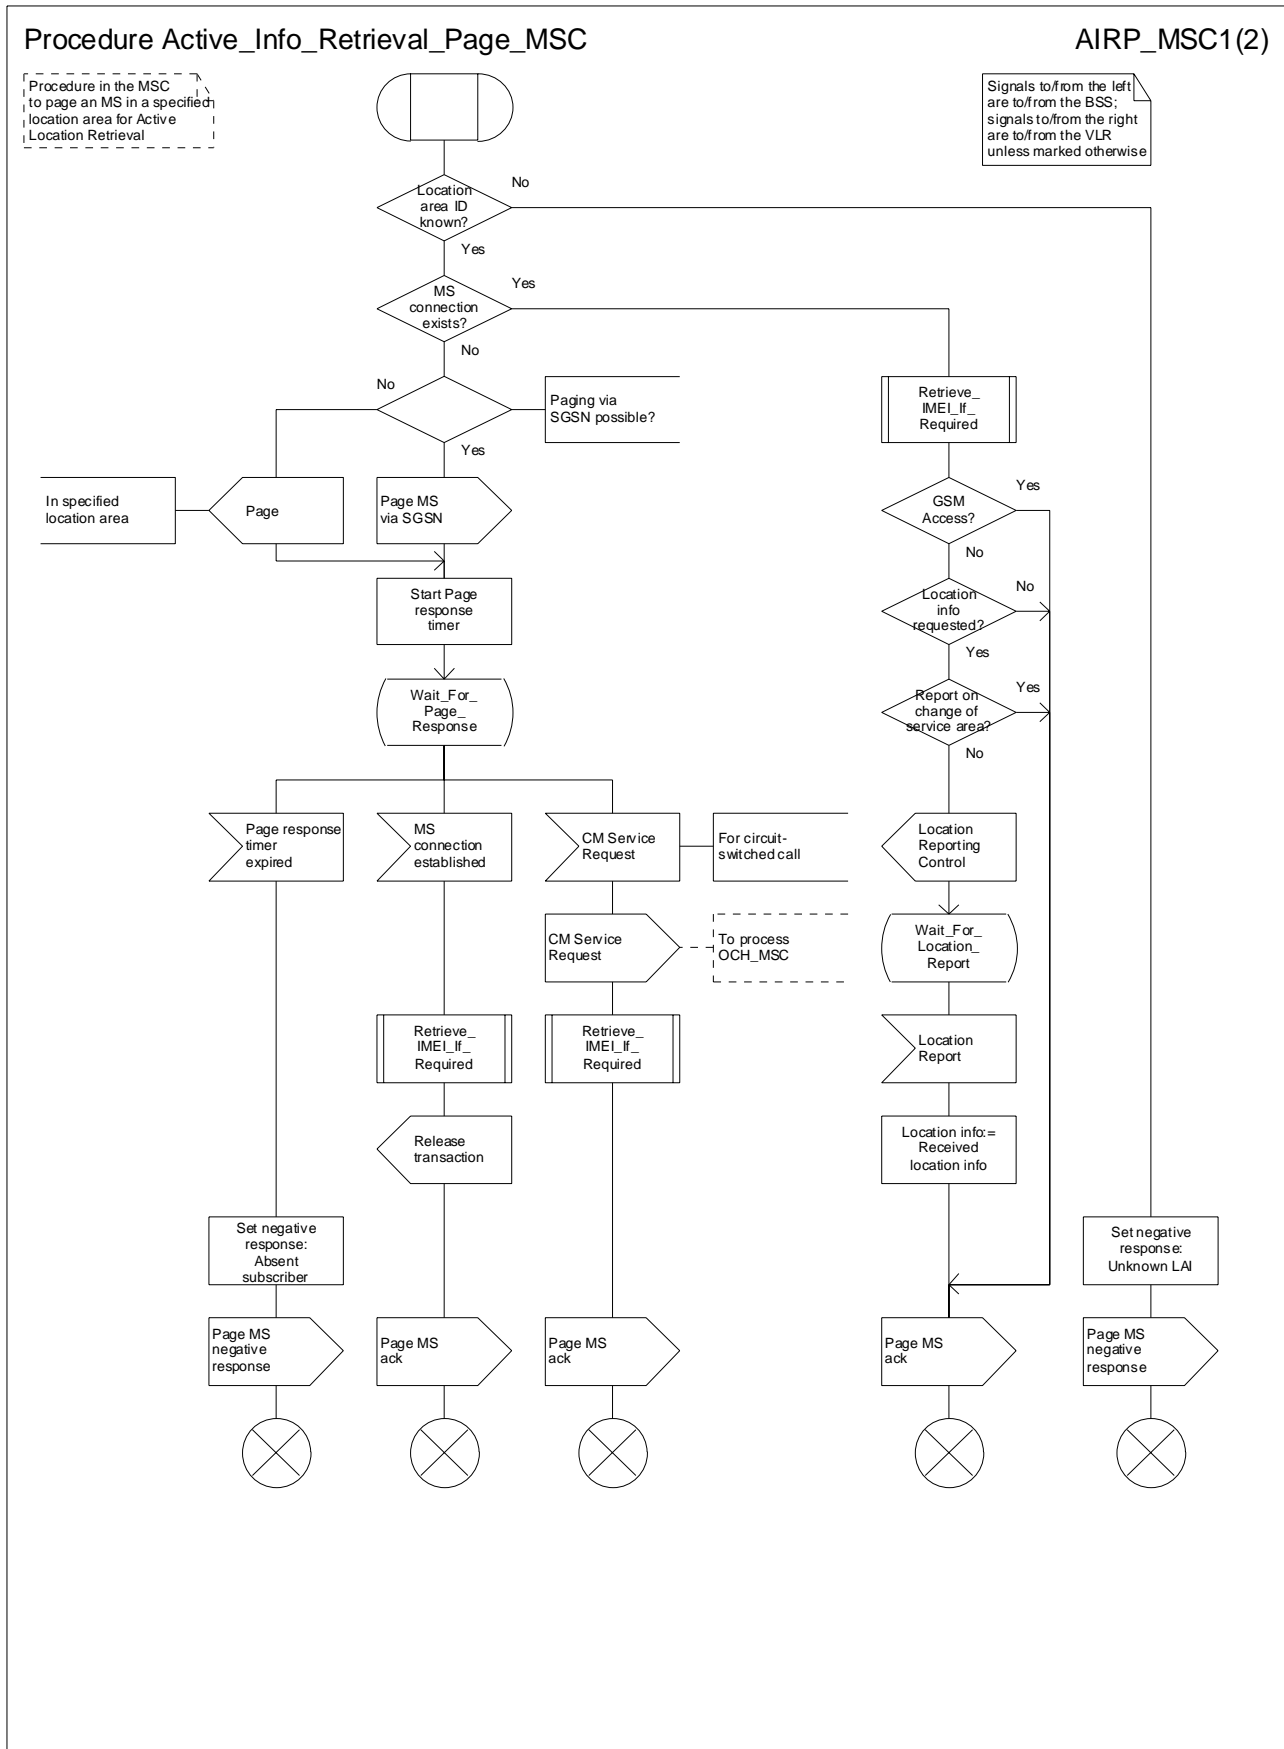 Procedure Active_Info_Retrieval_Page_MSC
AIRP_MSC1(2)
Procedure in the MSC
to page an MS in a specified
location area for Active
Location Retrieval
Signals to/from the left
are to/from the BSS;
signals to/from the right
are to/from the VLR
unless marked otherwise
Location
area ID
known?
No
Yes
MS
connection
exists?
Yes
No
No
Yes
Paging via
SGSN possible?
Retrieve_
IMEI_If_
Required
In specified
location area
Page
Page MS
via SGSN
GSM
Access?
Yes
No
Start Page
response
timer
Location
info
requested?
No
Yes
Wait_For_
Page_
Response
Report on
change of
service area?
Yes
No
Page response
timer
expired
MS
connection
established
CM Service
Request
For circuit-
switched call
Location
Reporting
Control
CM Service
Request
To process
OCH_MSC
Wait_For_
Location_
Report
Retrieve_
IMEI_If_
Required
Retrieve_
IMEI_If_
Required
Location
Report
Release
transaction
Location info:=
Received
location info
Set negative
response:
Absent
subscriber
Set negative
response:
Unknown LAI
Page MS
negative
response
Page MS
ack
Page MS
ack
Page MS
ack
Page MS
negative
response